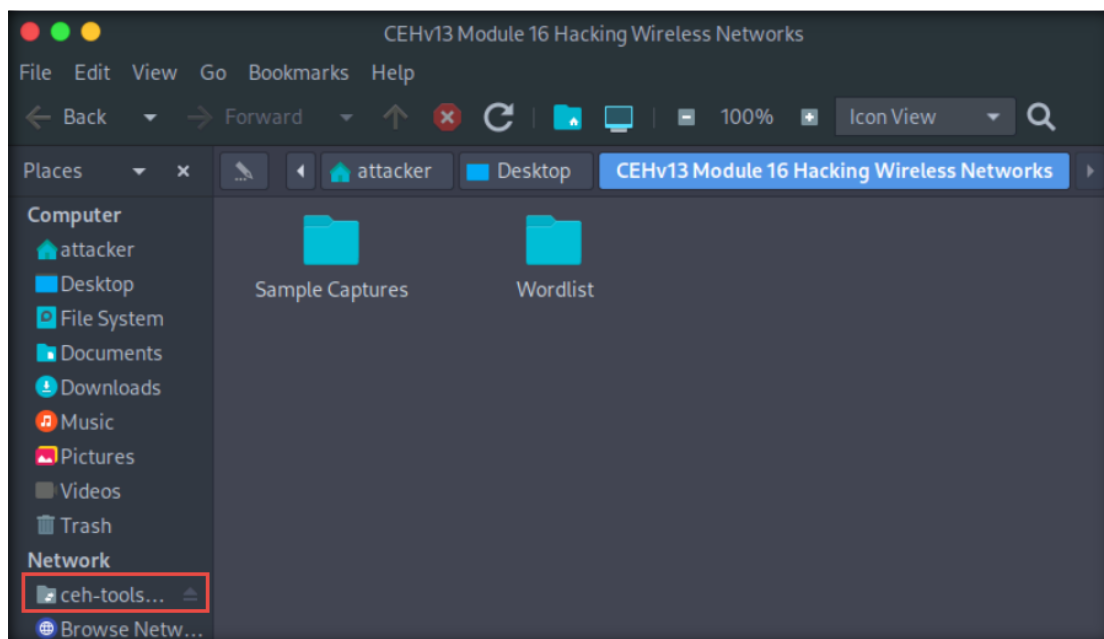 CEHv13 Module 16 Hacking Wireless Networks
File Edit View Go Bookmarks Help
Back Forward 100% Icon View
Places attacker Desktop CEHv13 Module 16 Hacking Wireless Networks
Computer
attacker
Desktop
File System
Documents
Downloads
Music
Pictures
Videos
Trash
Network
ceh-tools...
Browse Netw...
Sample Captures Wordlist